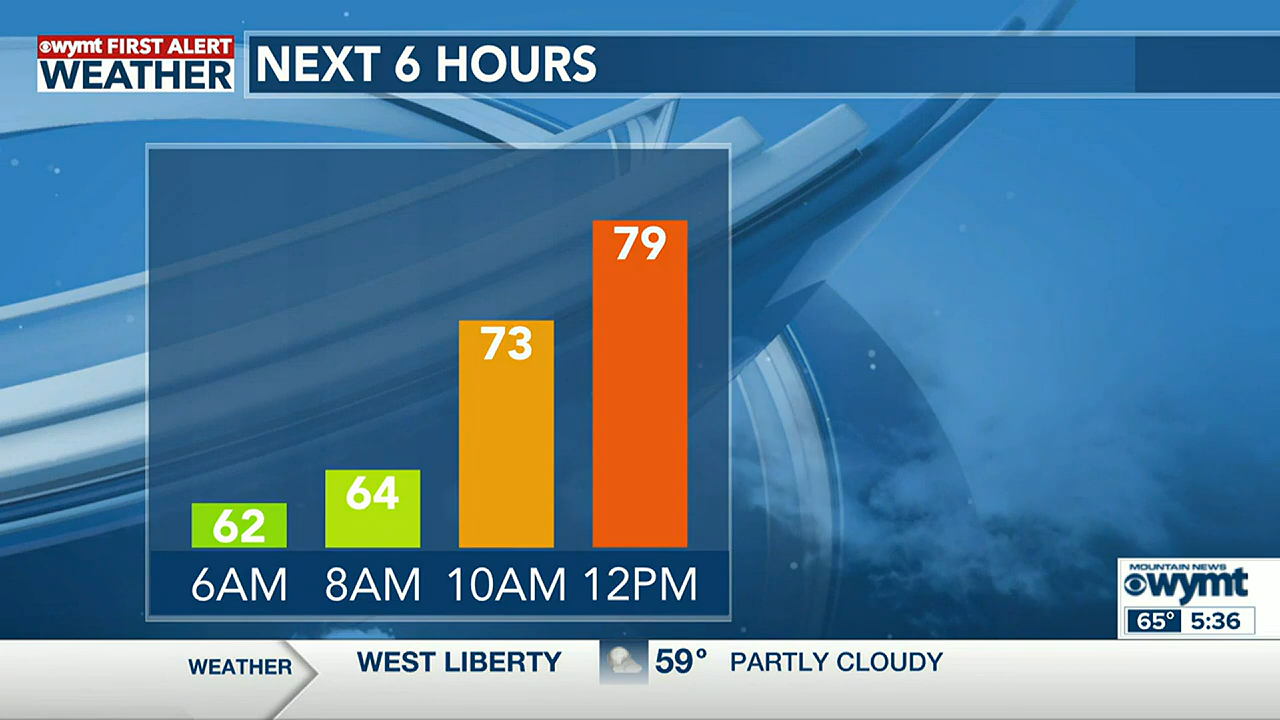 wymt FIRST ALERT
WEATHER
NEXT 6 HOURS
62
64
73
79
6AM 8AM 10AM 12PM
MOUNTAIN NEWS
wymt
65° 5:36
WEATHER WEST LIBERTY 59° PARTLY CLOUDY